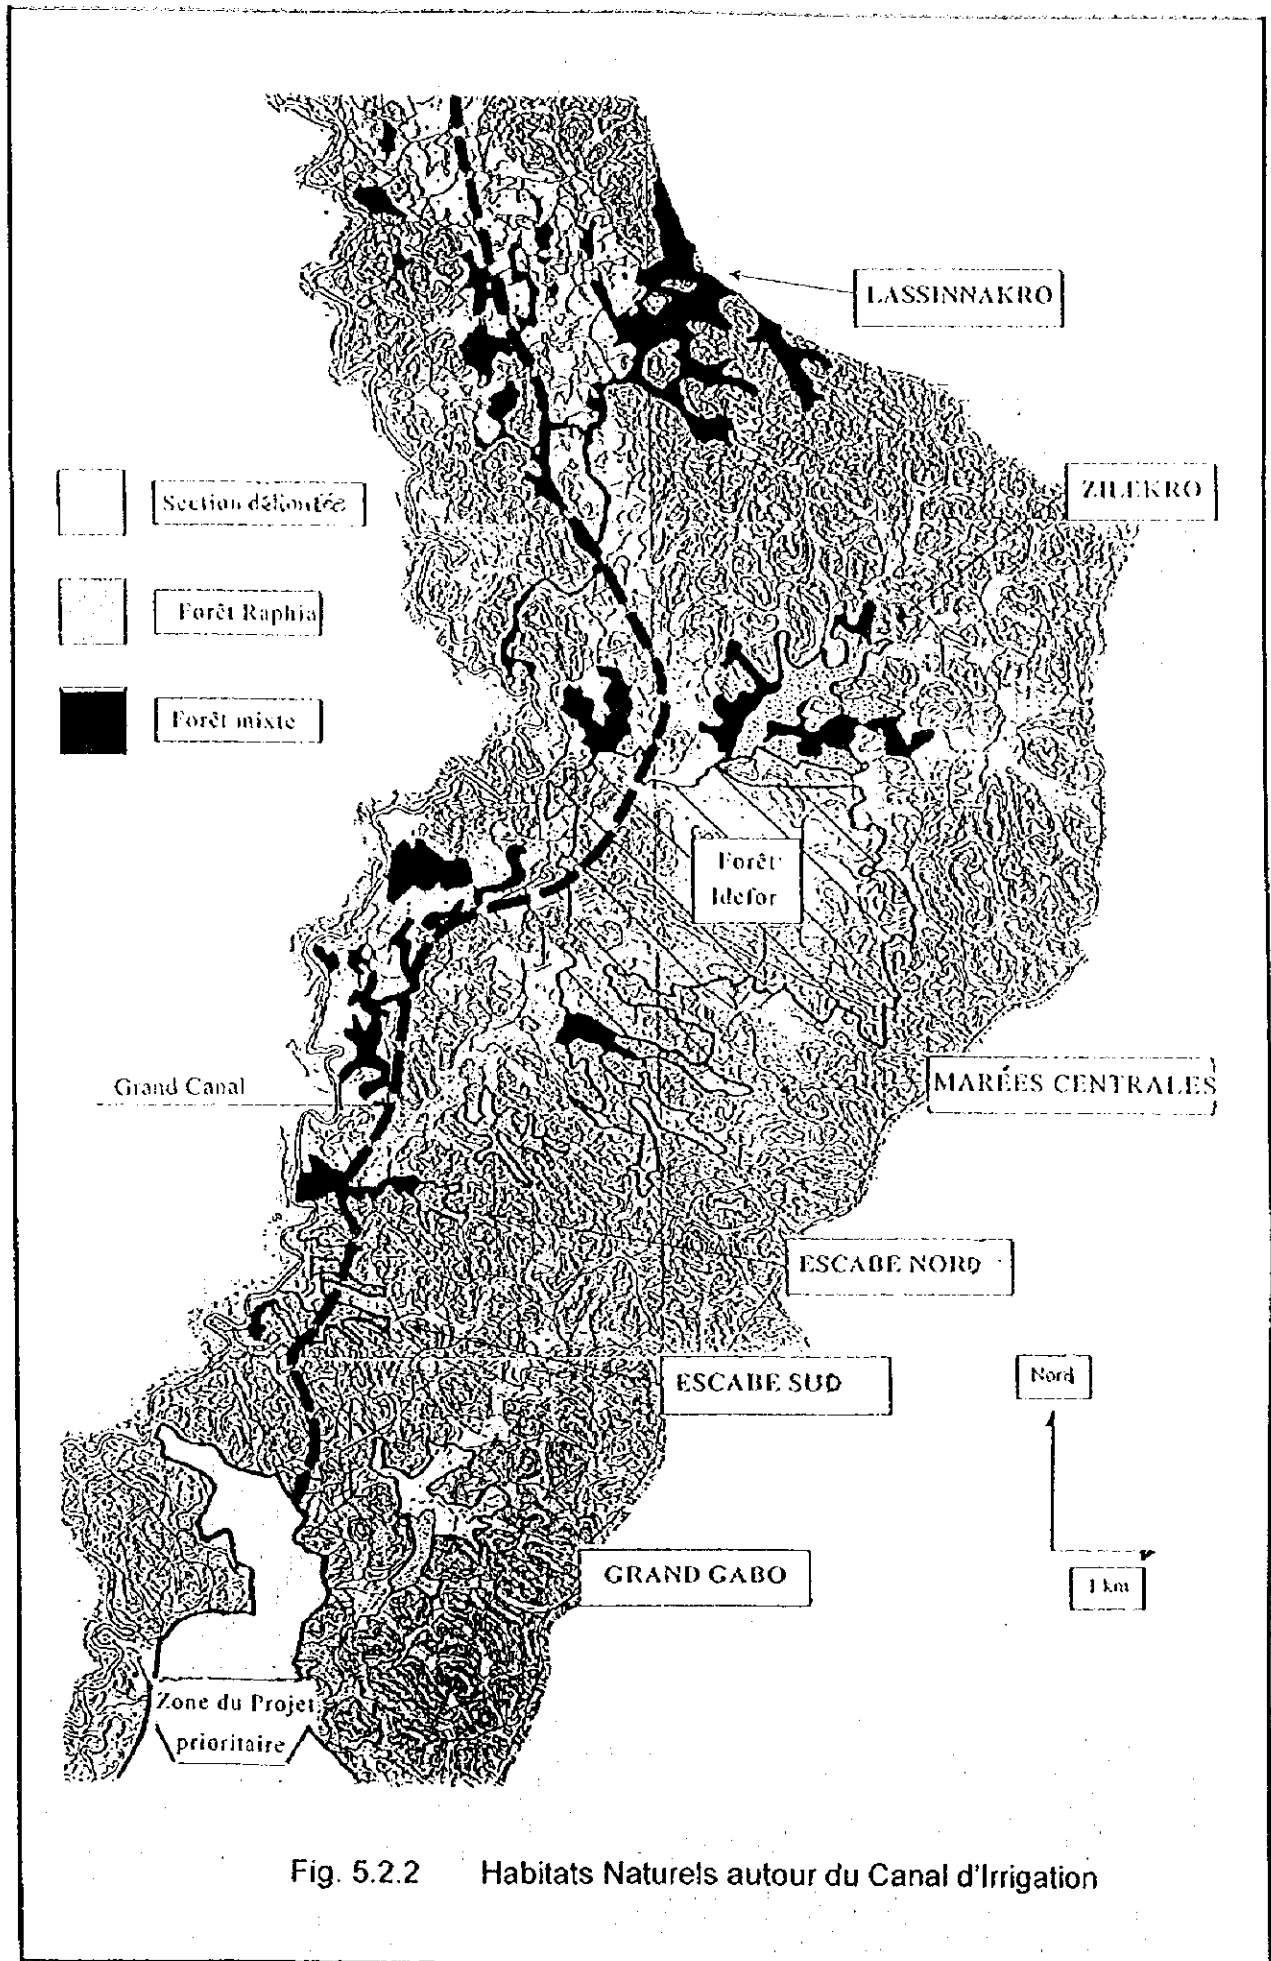 LASSINNAKRO
ZILEKRO
Section
Forêt Raphia
Forêt mixte
Forêt
Idefor
Grand Canal
MARÉES CENTRALES
ESCABE NORD
ESCABE SUD
Nord
GRAND GABO
1 km
Zone du Projet
prioritaire
Fig. 5.2.2 Habitats Naturels autour du Canal d'Irrigation